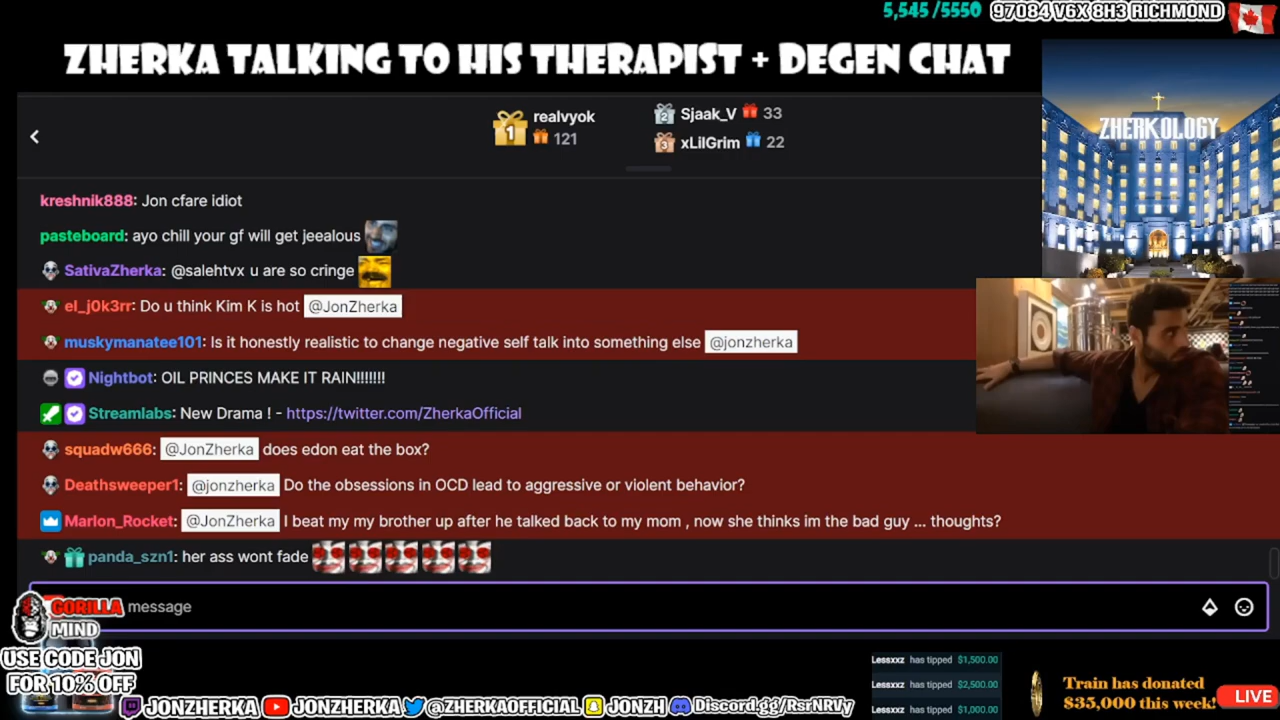 5,545 /5550 97084 V6X 8H3 RICHMOND
ZHERKA TALKING TO HIS THERAPIST + DEGEN CHAT
ZHERKOLOGY
1 realvyok 121
2 Sjaak_V 33
3 xLilGrim 22
kreshnik888: Jon cfare idiot
pasteboard: ayo chill your gf will get jeealous
SativaZherka: @salehtvx u are so cringe
el_j0k3rr: Do u think Kim K is hot @JonZherka
muskymanatee101: Is it honestly realistic to change negative self talk into something else @jonzherka
Nightbot: OIL PRINCES MAKE IT RAIN!!!!!!!
Streamlabs: New Drama ! - https://twitter.com/ZherkaOfficial
squadw666: @JonZherka does edon eat the box?
Deathsweeper1: @jonzherka Do the obsessions in OCD lead to aggressive or violent behavior?
Marlon_Rocket: @JonZherka I beat my my brother up after he talked back to my mom , now she thinks im the bad guy ... thoughts?
panda_szn1: her ass wont fade
message
GORILLA
MIND
USE CODE JON
FOR 10% OFF
JONZHERKA JONZHERKA @ZHERKAOFFICIAL JONZH Discord.gg/RsrNRVy
Lessxxz has tipped $1,500.00
Lessxxz has tipped $2,500.00
Lessxxz has tipped $1,000.00
Train has donated
$35,000 this week!
LIVE